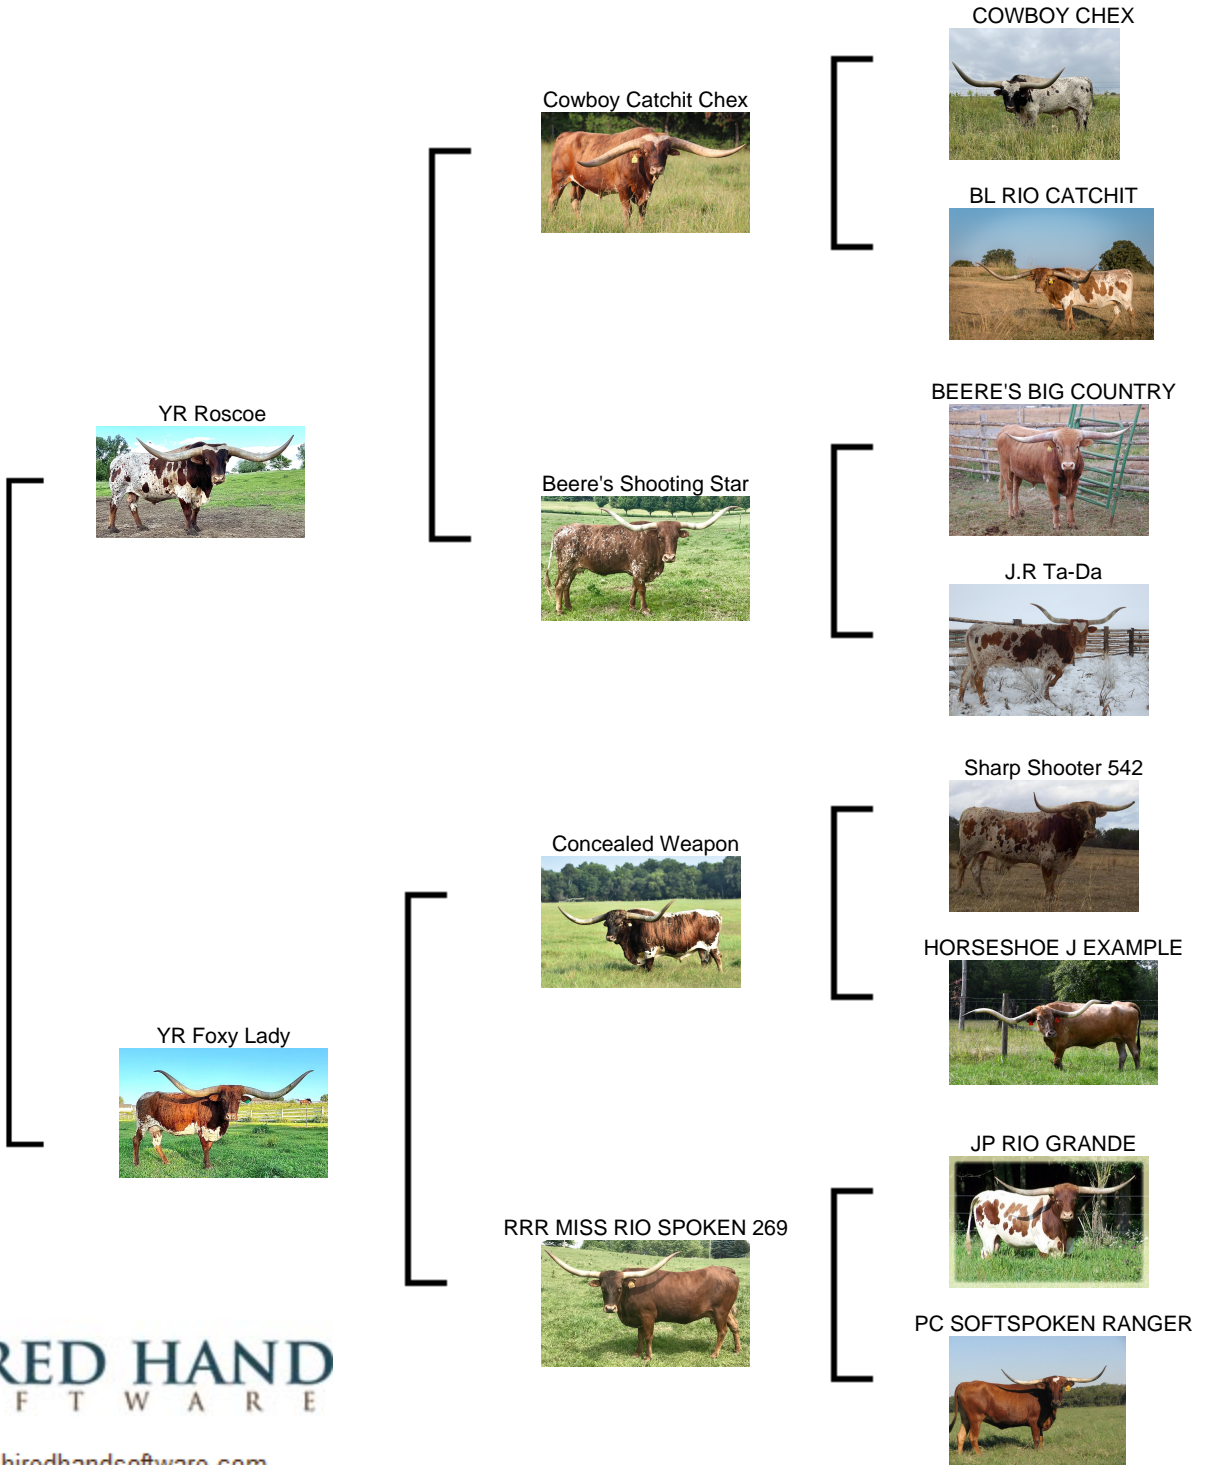 COWBOY CHEX
Cowboy Catchit Chex
BL RIO CATCHIT
YR Roscoe
BEERE'S BIG COUNTRY
Beere's Shooting Star
J.R Ta-Da
Sharp Shooter 542
Concealed Weapon
HORSESHOE J EXAMPLE
YR Foxy Lady
JP RIO GRANDE
RRR MISS RIO SPOKEN 269
PC SOFTSPOKEN RANGER
RED HAND
F T W A R E
hiredhandsoftware.com